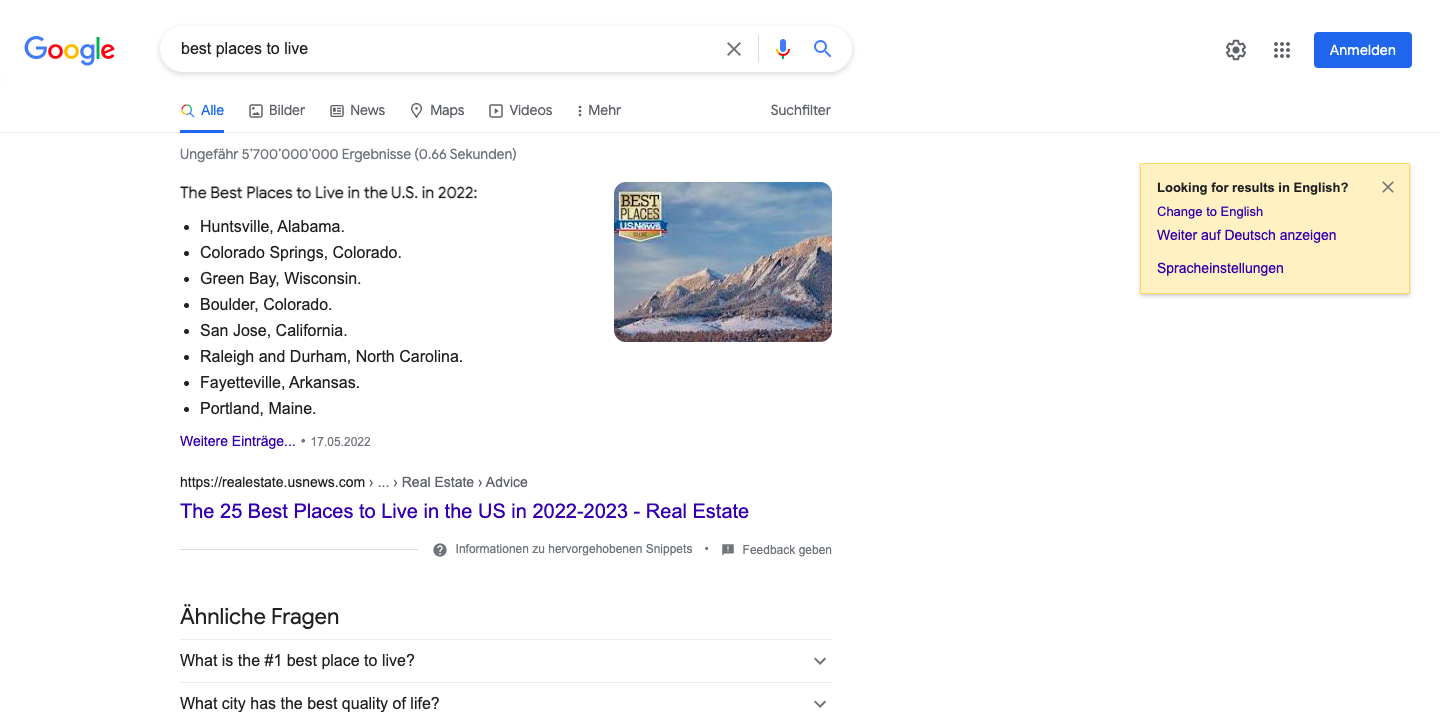 Google
best places to live
Anmelden
Alle
Bilder
News
Maps
Videos
Mehr
Suchfilter
Ungefähr 5’700’000’000 Ergebnisse (0.66 Sekunden)
The Best Places to Live in the U.S. in 2022:
Huntsville, Alabama.
Colorado Springs, Colorado.
Green Bay, Wisconsin.
Boulder, Colorado.
San Jose, California.
Raleigh and Durham, North Carolina.
Fayetteville, Arkansas.
Portland, Maine.
Weitere Einträge... • 17.05.2022
BEST
PLACES
U.S.News
TO LIVE
Looking for results in English?
Change to English
Weiter auf Deutsch anzeigen
Spracheinstellungen
https://realestate.usnews.com › ... › Real Estate › Advice
The 25 Best Places to Live in the US in 2022-2023 - Real Estate
Informationen zu hervorgehobenen Snippets • Feedback geben
Ähnliche Fragen
What is the #1 best place to live?
What city has the best quality of life?